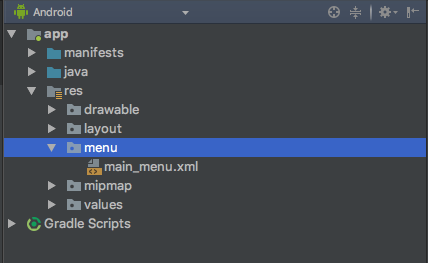 Android
app
manifests
java
res
drawable
layout
menu
main_menu.xml
mipmap
values
Gradle Scripts